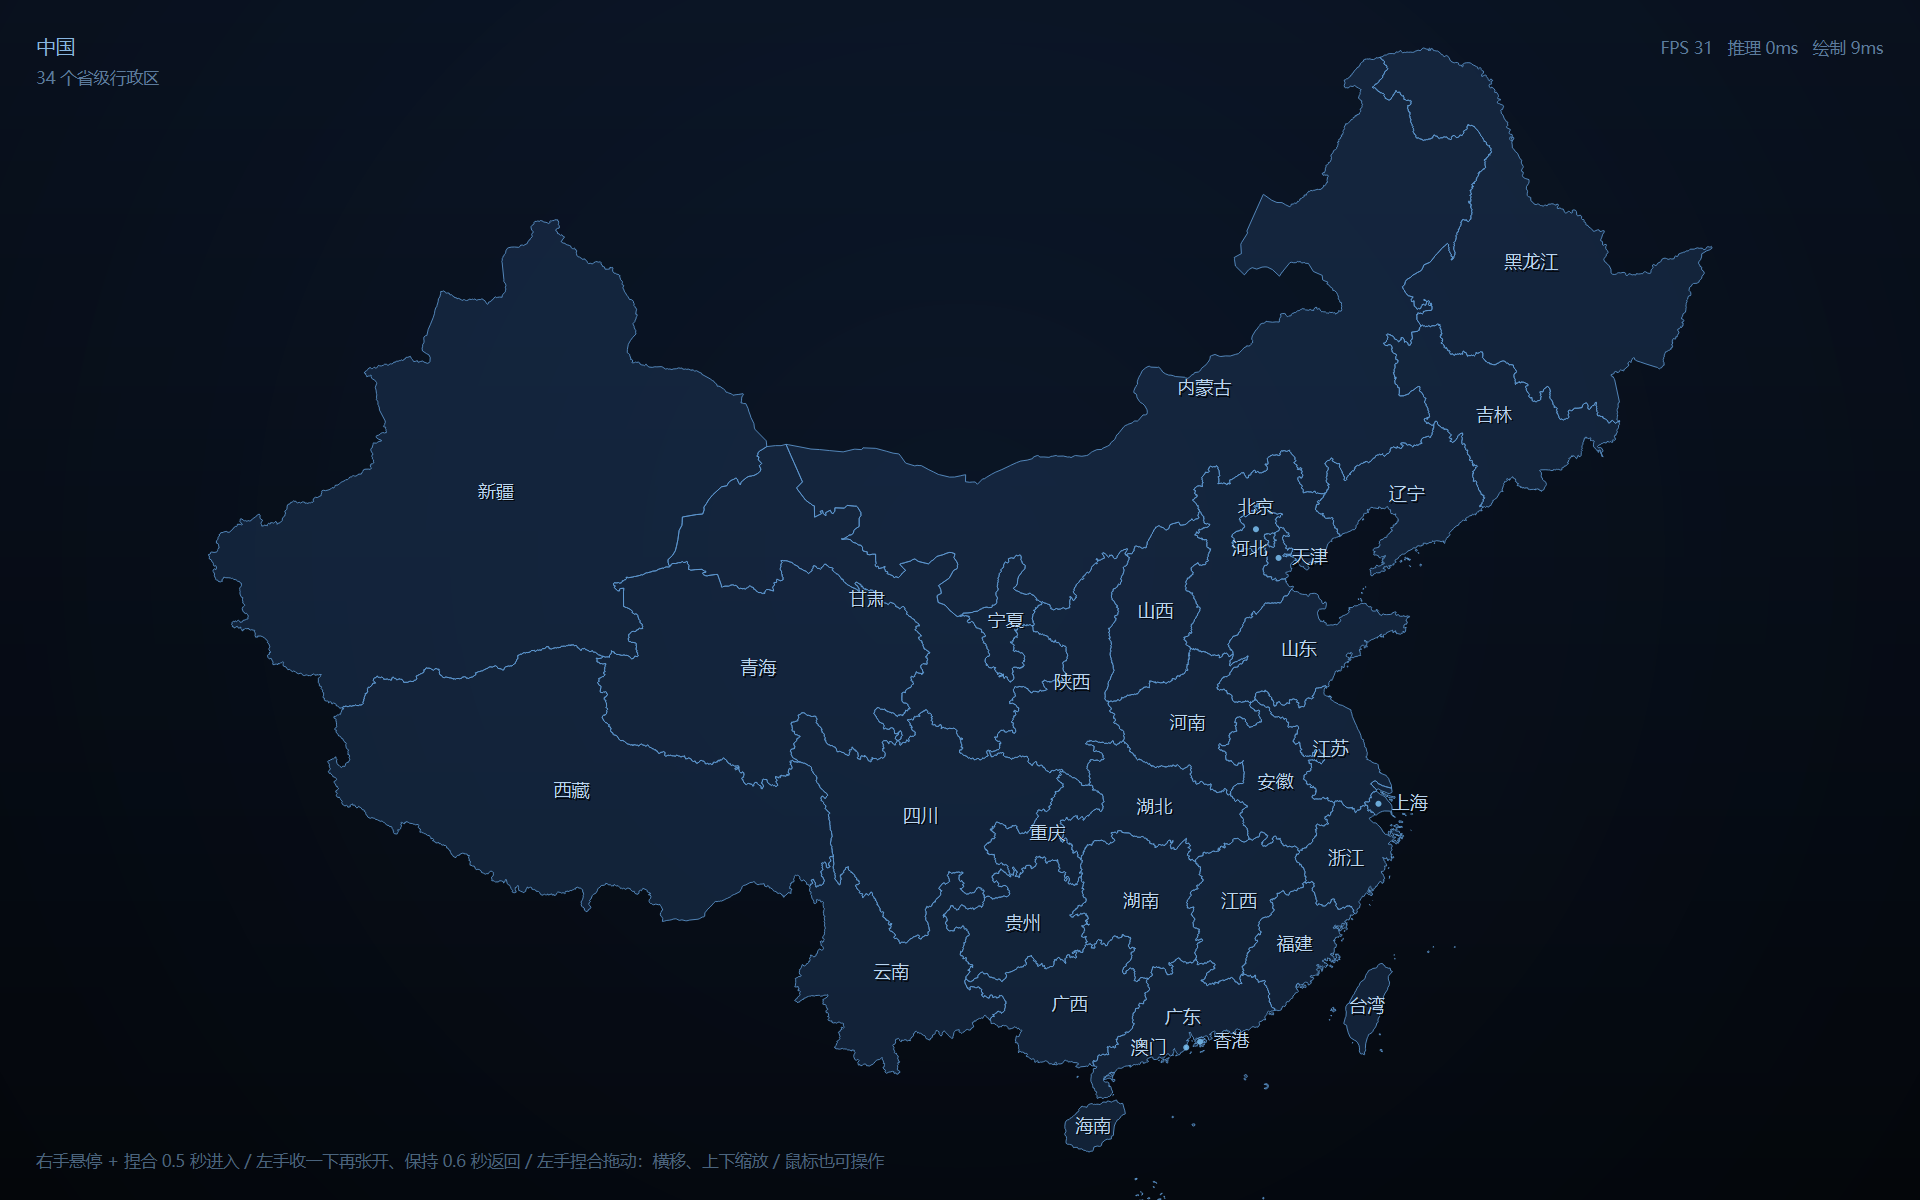 中国
34 个省级行政区
FPS 31 推理 0ms 绘制 9ms
黑龙江
内蒙古
吉林
新疆
辽宁
北京
河北
天津
甘肃
山西
宁夏
山东
青海
陕西
河南
江苏
安徽
西藏
上海
湖北
四川
重庆
浙江
湖南
江西
贵州
福建
云南
广西
台湾
广东
香港
澳门
海南
右手悬停 + 捏合 0.5 秒进入 / 左手收一下再张开、保持 0.6 秒返回 / 左手捏合拖动：横移、上下缩放 / 鼠标也可操作